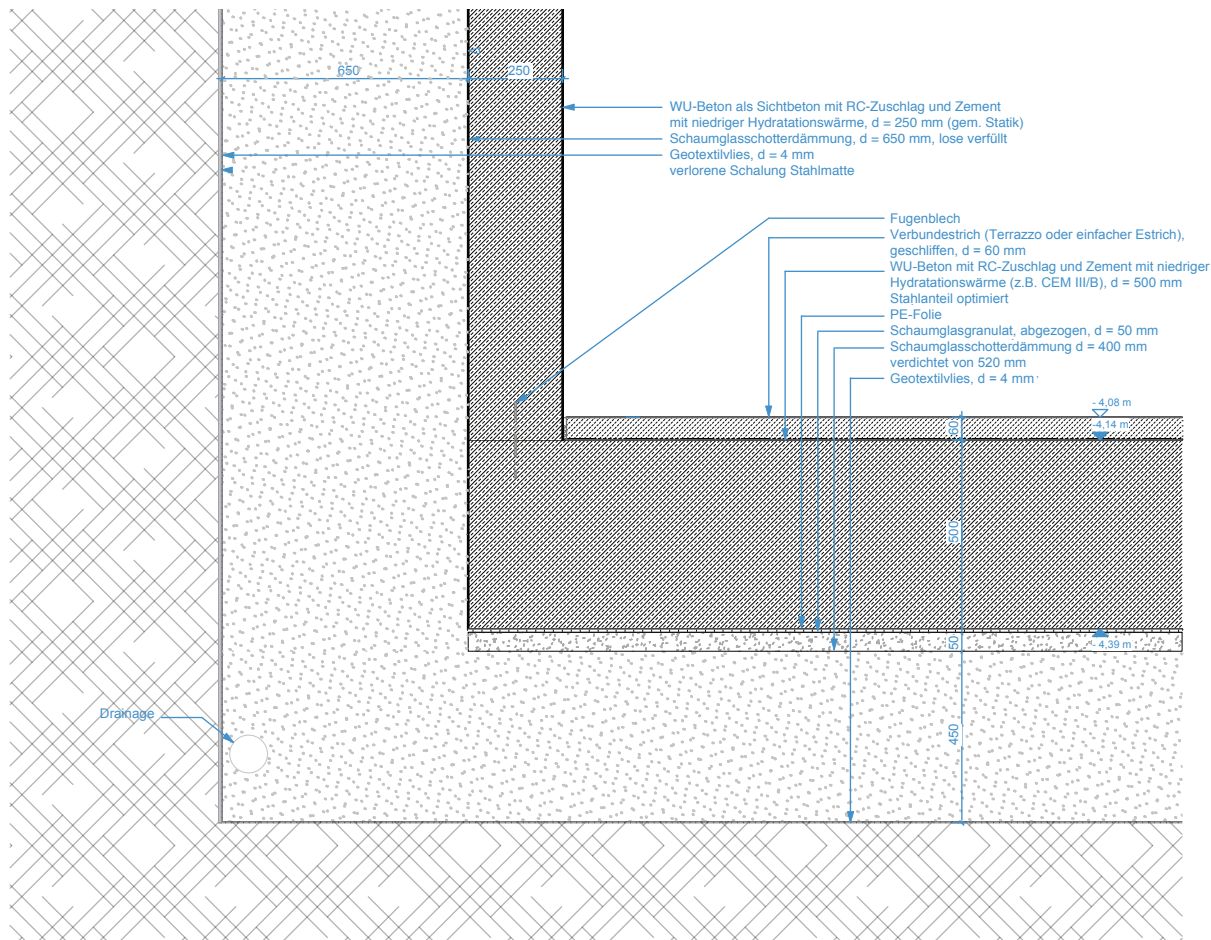 650
250
WU-Beton als Sichtbeton mit RC-Zuschlag und Zement
mit niedriger Hydratationswärme, d = 250 mm (gem. Statik)
Schaumglasschotterdämmung, d = 650 mm, lose verfüllt
Geotextilvlies, d = 4 mm
verlorene Schalung Stahlmatte
Fugenblech
Verbundestrich (Terrazzo oder einfacher Estrich),
geschliffen, d = 60 mm
WU-Beton mit RC-Zuschlag und Zement mit niedriger
Hydratationswärme (z.B. CEM III/B), d = 500 mm
Stahlanteil optimiert
PE-Folie
Schaumglasgranulat, abgezogen, d = 50 mm
Schaumglasschotterdämmung d = 400 mm
verdichtet von 520 mm
Geotextilvlies, d = 4 mm
- 4,08 m
-4,14 m
60
500
50
- 4,39 m
450
Drainage